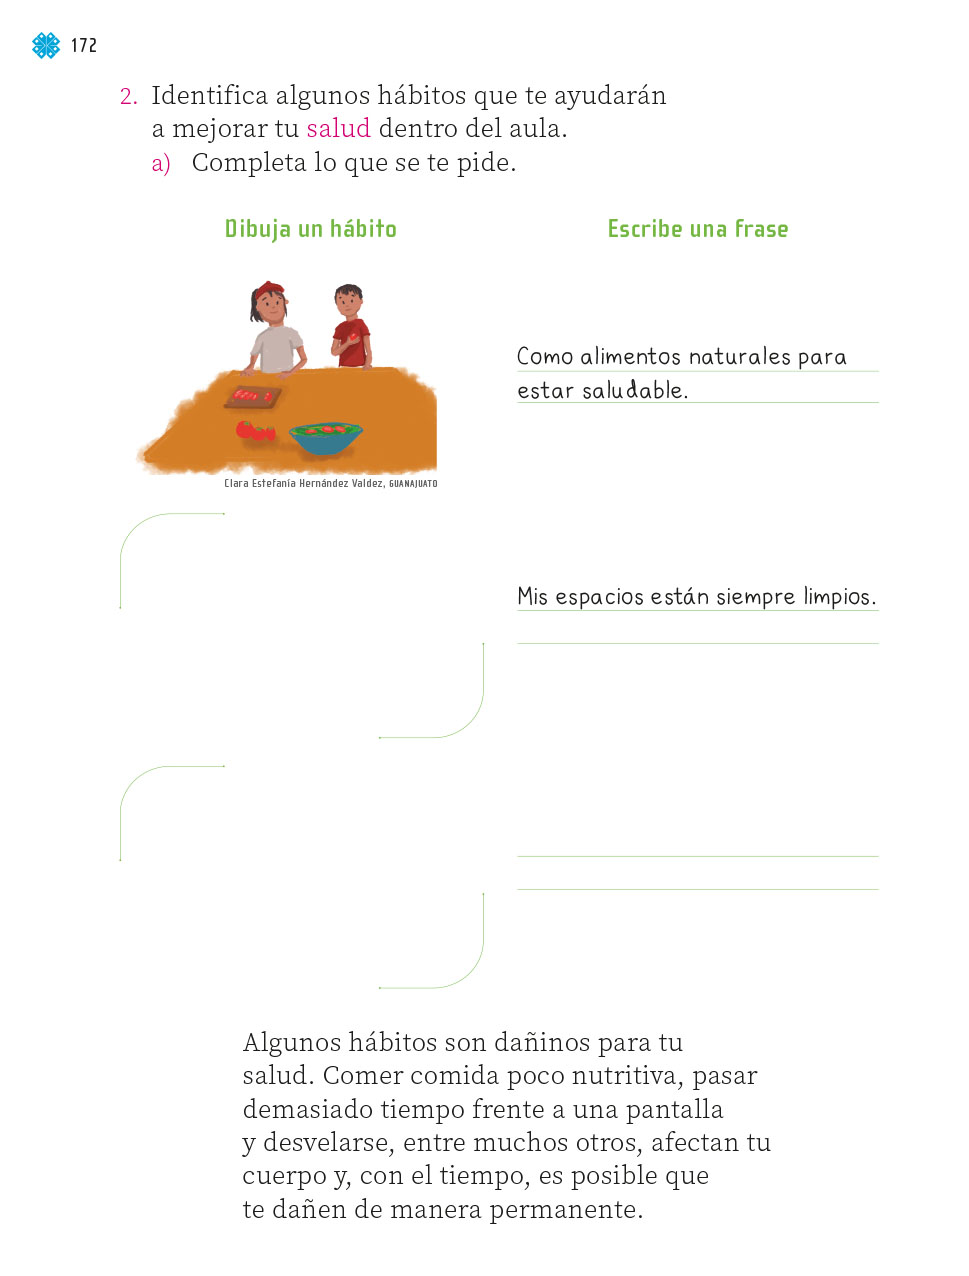 172
2. Identifica algunos hábitos que te ayudarán
a mejorar tu salud dentro del aula.
a) Completa lo que se te pide.
Dibuja un hábito
Escribe una frase
Como alimentos naturales para
estar saludable.
Clara Estefanía Hernández Valdez, GUANAJUATO
Mis espacios están siempre limpios.
Algunos hábitos son dañinos para tu
salud. Comer comida poco nutritiva, pasar
demasiado tiempo frente a una pantalla
y desvelarse, entre muchos otros, afectan tu
cuerpo y, con el tiempo, es posible que
te dañen de manera permanente.